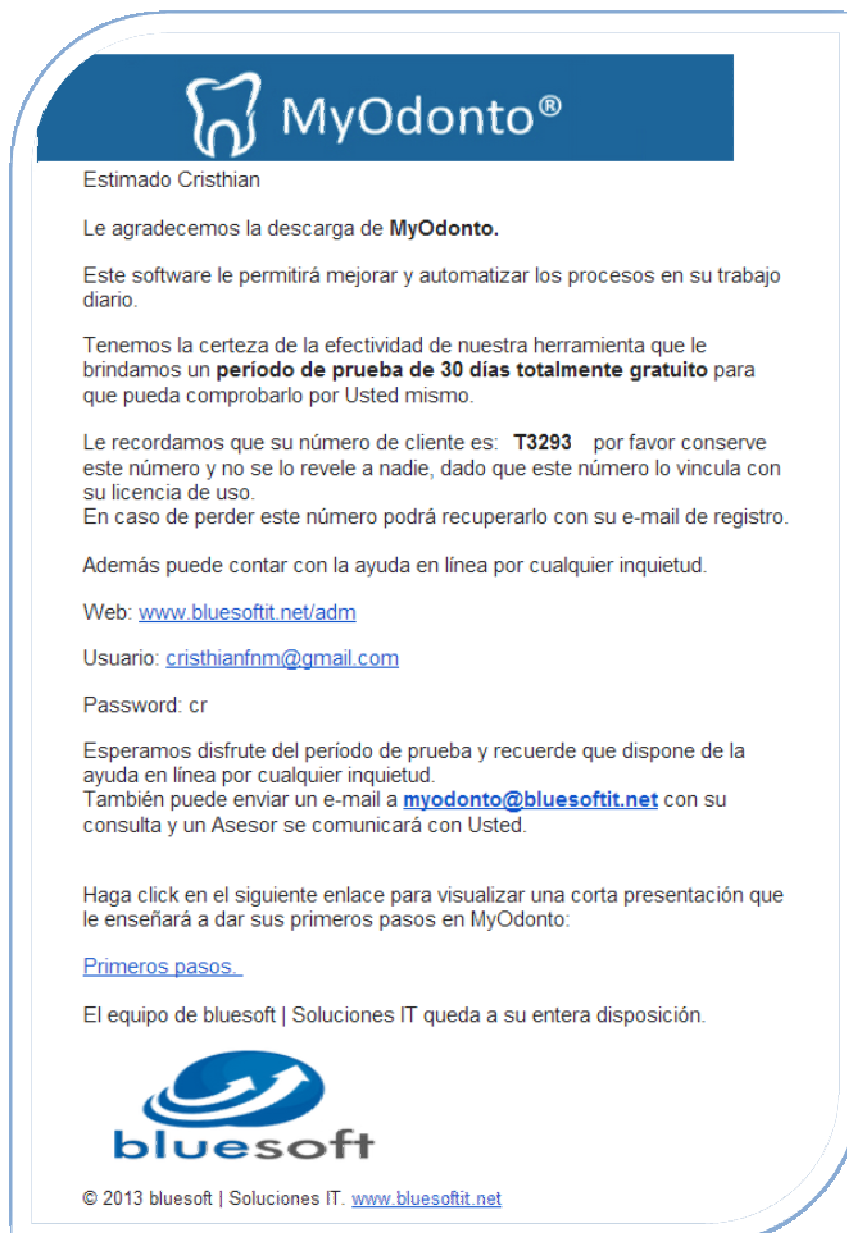 MyOdonto®
Estimado Cristhian
Le agradecemos la descarga de MyOdonto.
Este software le permitirá mejorar y automatizar los procesos en su trabajo
diario.
Tenemos la certeza de la efectividad de nuestra herramienta que le
brindamos un período de prueba de 30 días totalmente gratuito para
que pueda comprobarlo por Usted mismo.
Le recordamos que su número de cliente es: T3293 por favor conserve
este número y no se lo revele a nadie, dado que este número lo vincula con
su licencia de uso.
En caso de perder este número podrá recuperarlo con su e-mail de registro.
Además puede contar con la ayuda en línea por cualquier inquietud.
Web: www.bluesoftit.net/adm
Usuario: cristhianfnm@gmail.com
Password: cr
Esperamos disfrute del período de prueba y recuerde que dispone de la
ayuda en línea por cualquier inquietud.
También puede enviar un e-mail a myodonto@bluesoftit.net con su
consulta y un Asesor se comunicará con Usted.
Haga click en el siguiente enlace para visualizar una corta presentación que
le enseñará a dar sus primeros pasos en MyOdonto:
Primeros pasos.
El equipo de bluesoft | Soluciones IT queda a su entera disposición.
bluesoft
© 2013 bluesoft | Soluciones IT. www.bluesoftit.net